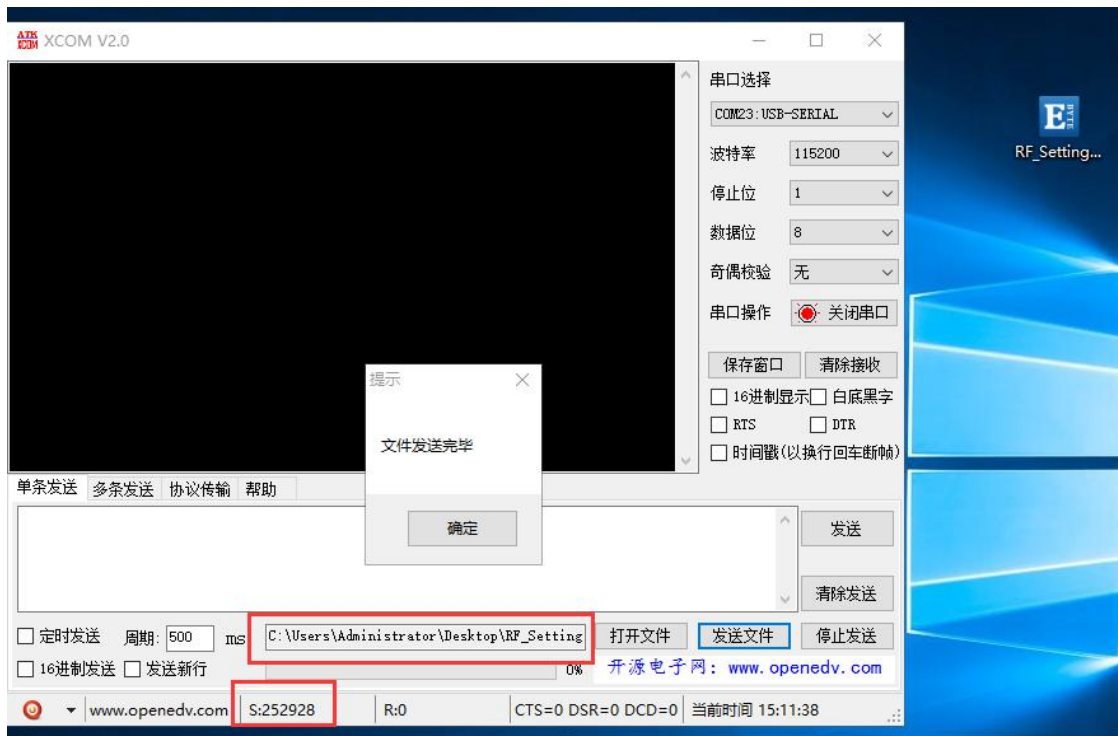 ATK XCOM XCOM V2.0
串口选择
COM23:USB-SERIAL
EBYTE
RF_Setting...
波特率 115200
停止位 1
数据位 8
奇偶校验 无
串口操作 关闭串口
保存窗口 清除接收
16进制显示 白底黑字
RTS DTR
时间戳(以换行回车断帧)
提示
文件发送完毕
确定
单条发送 多条发送 协议传输 帮助
发送
清除发送
定时发送 周期: 500 ms C:\Users\Administrator\Desktop\RF_Setting 打开文件 发送文件 停止发送
16进制发送 发送新行 0% 开源电子网: www.openedv.com
www.openedv.com S:252928 R:0 CTS=0 DSR=0 DCD=0 当前时间 15:11:38